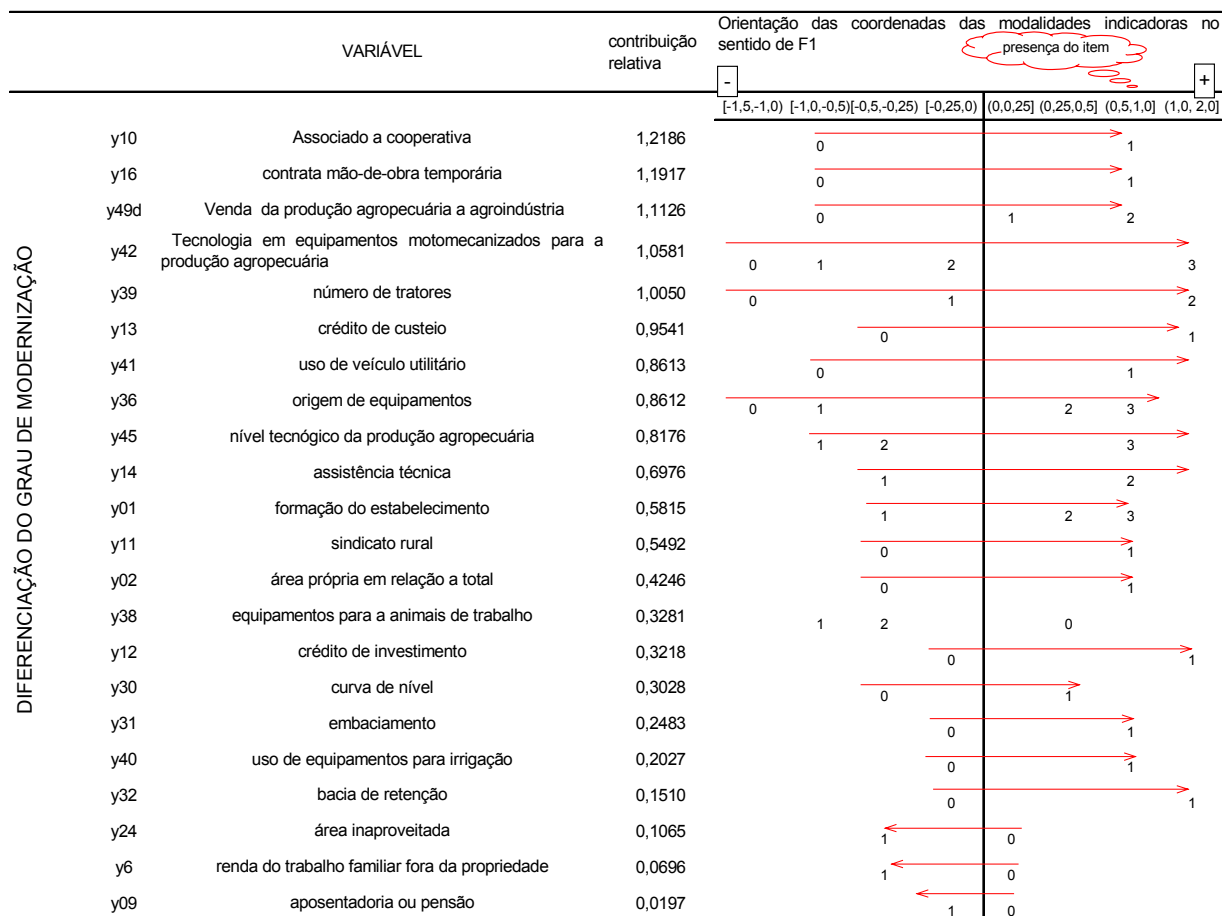 VARIÁVEL
contribuição
relativa
Orientação das coordenadas das modalidades indicadoras no
sentido de F1
presença do item
- +
[-1,5,-1,0) [-1,0,-0,5) [-0,5,-0,25) [-0,25,0) (0,0,25] (0,25,0,5] (0,5,1,0] (1,0, 2,0]
DIFERENCIAÇÃO DO GRAU DE MODERNIZAÇÃO
y10 Associado a cooperativa 1,2186 0 1
y16 contrata mão-de-obra temporária 1,1917 0 1
y49d Venda da produção agropecuária a agroindústria 1,1126 0 1 2
y42 Tecnologia em equipamentos motomecanizados para a
produção agropecuária 1,0581 0 1 2 3
y39 número de tratores 1,0050 0 1 2
y13 crédito de custeio 0,9541 0 1
y41 uso de veículo utilitário 0,8613 0 1
y36 origem de equipamentos 0,8612 0 1 2 3
y45 nível tecnógico da produção agropecuária 0,8176 1 2 3
y14 assistência técnica 0,6976 1 2
y01 formação do estabelecimento 0,5815 1 2 3
y11 sindicato rural 0,5492 0 1
y02 área própria em relação a total 0,4246 0 1
y38 equipamentos para a animais de trabalho 0,3281 1 2 0
y12 crédito de investimento 0,3218 0 1
y30 curva de nível 0,3028 0 1
y31 embaciamento 0,2483 0 1
y40 uso de equipamentos para irrigação 0,2027 0 1
y32 bacia de retenção 0,1510 0 1
y24 área inaproveitada 0,1065 1 0
y6 renda do trabalho familiar fora da propriedade 0,0696 1 0
y09 aposentadoria ou pensão 0,0197 1 0